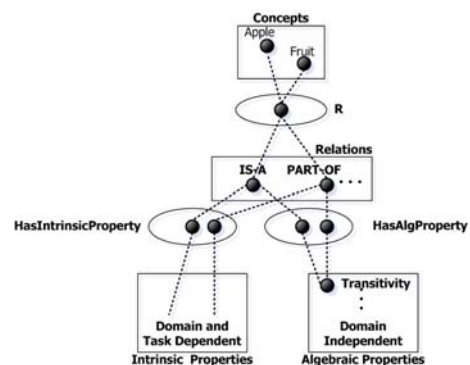 Concepts
Apple
Fruit
R
Relations
IS-A PART-OF ...
HasIntrinsicProperty
HasAlgProperty
Transitivity
Domain and
Task Dependent
Domain
Independent
Intrinsic Properties
Algebraic Properties